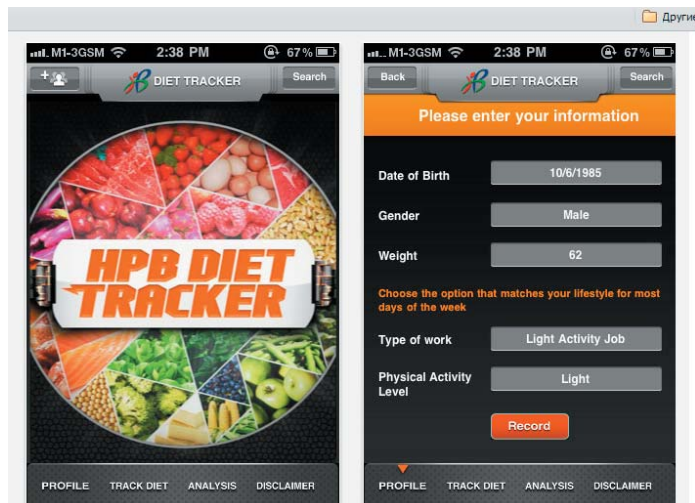 Другие
M1-3GSM 2:38 PM 67%
DIET TRACKER
Search
HPB DIET
TRACKER
PROFILE TRACK DIET ANALYSIS DISCLAIMER
M1-3GSM 2:38 PM 67%
Back
DIET TRACKER
Search
Please enter your information
Date of Birth 10/6/1985
Gender Male
Weight 62
Choose the option that matches your lifestyle for most
days of the week
Type of work Light Activity Job
Physical Activity
Level
Light
Record
PROFILE TRACK DIET ANALYSIS DISCLAIMER